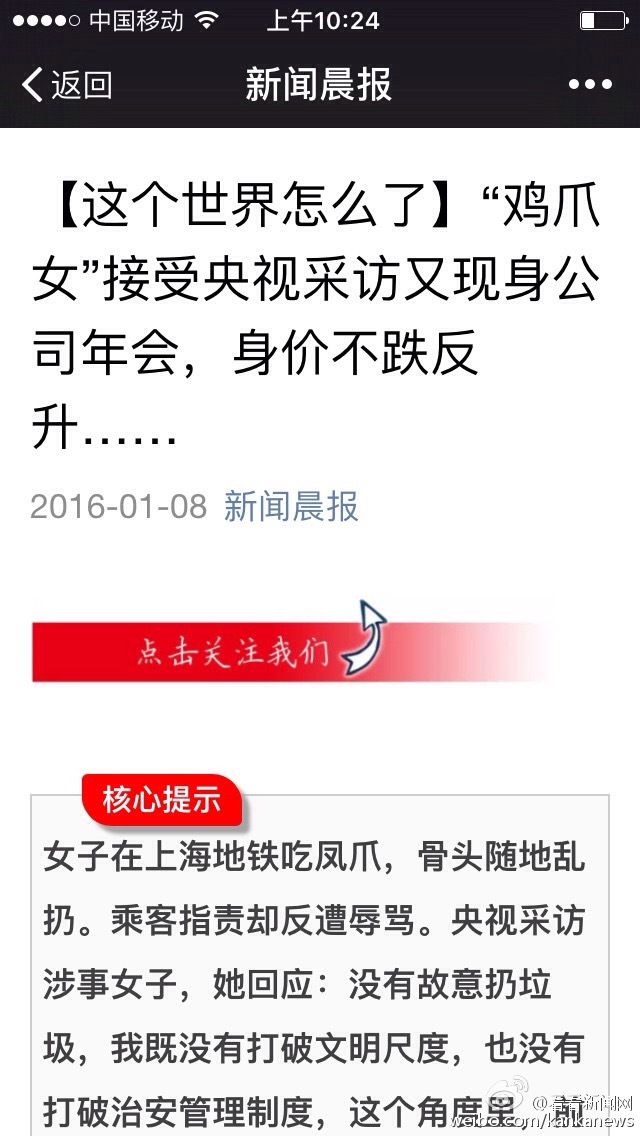 中国移动 上午10:24
返回 新闻晨报
【这个世界怎么了】“鸡爪
女”接受央视采访又现身公
司年会，身价不跌反
升……
2016-01-08 新闻晨报
点击关注我们
核心提示
女子在上海地铁吃凤爪，骨头随地乱
扔。乘客指责却反遭辱骂。央视采访
涉事女子，她回应：没有故意扔垃
圾，我既没有打破文明尺度，也没有
打破治安管理制度，这个角度是
@看看新闻网
weibo.com/kankanews